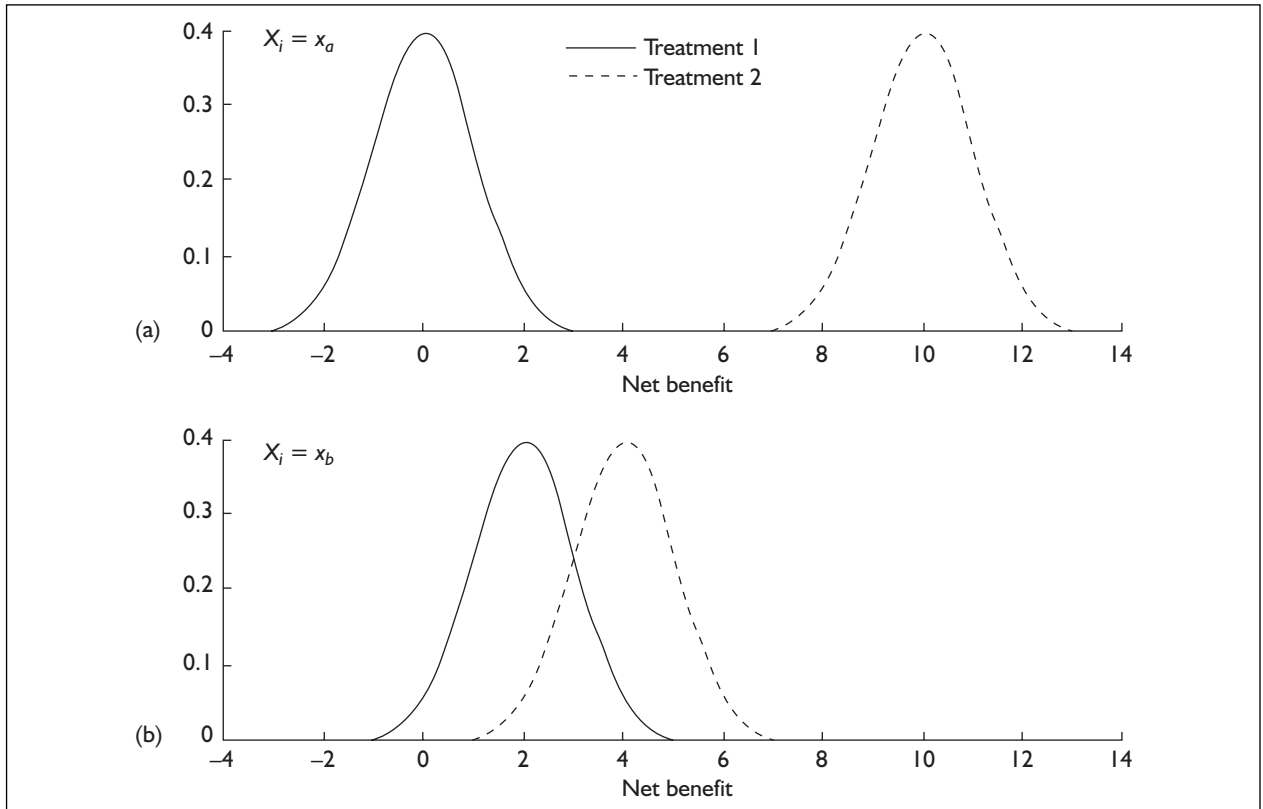 X_i = x_a
Treatment 1
Treatment 2
0.4
0.3
0.2
0.1
0
(a)
–4 –2 0 2 4 6 8 10 12 14
Net benefit
X_i = x_b
0.4
0.3
0.2
0.1
0
(b)
–4 –2 0 2 4 6 8 10 12 14
Net benefit